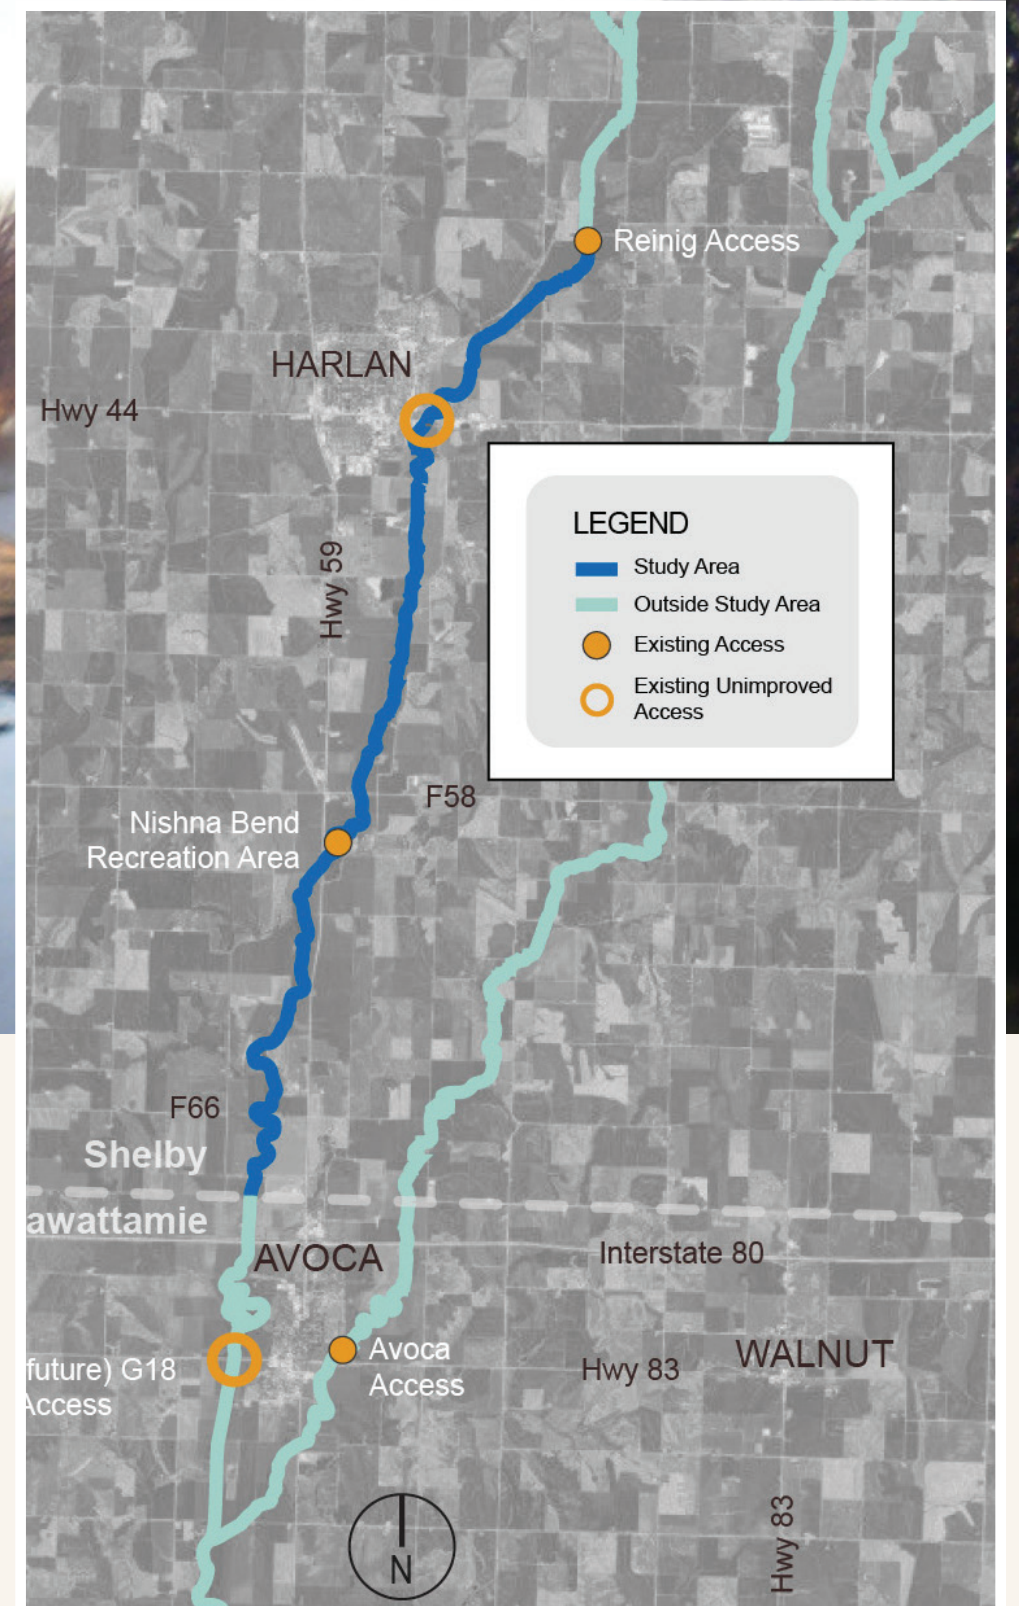 Reinig Access
HARLAN
Hwy 44
LEGEND
Study Area
Outside Study Area
Existing Access
Existing Unimproved
Access
Hwy 59
F58
Nishna Bend
Recreation Area
F66
Shelby
awattamie
AVOCA
Interstate 80
WALNUT
Avoca
Access
Hwy 83
future) G18
Access
Hwy 83
N